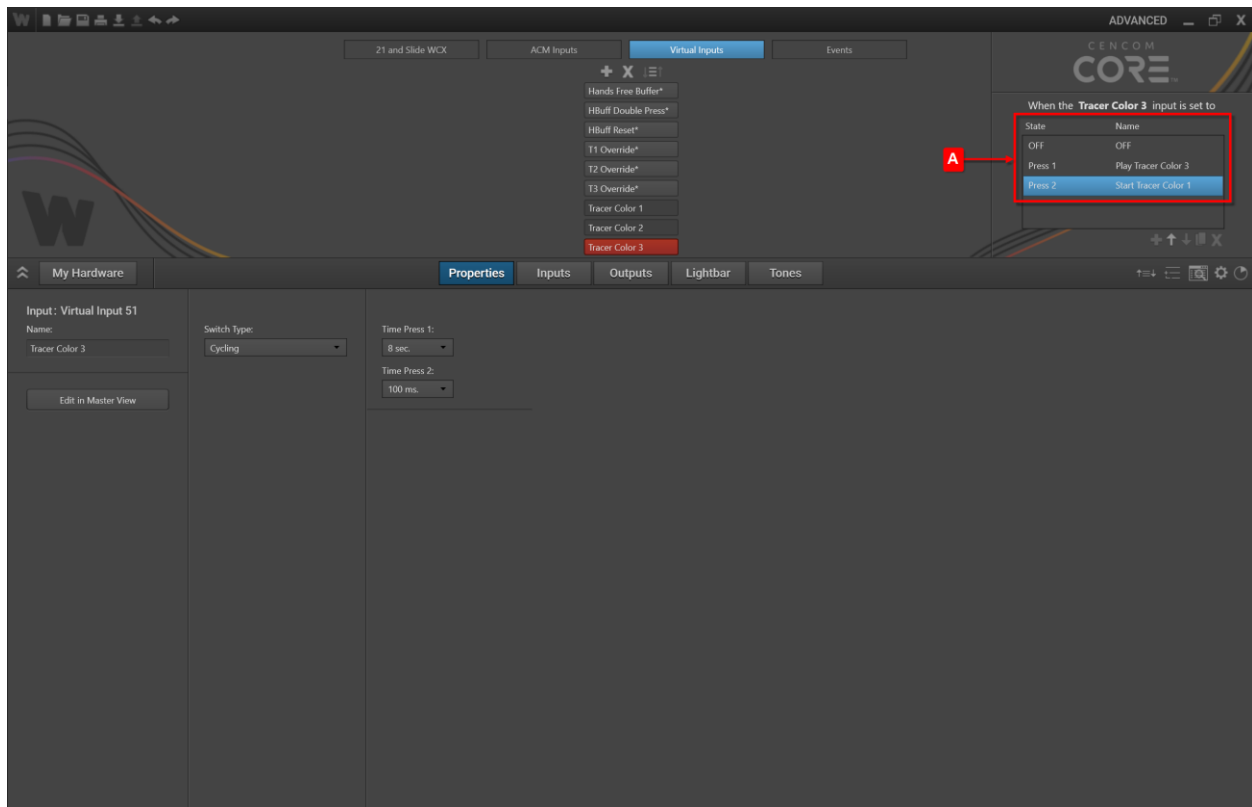 W ADVANCED
21 and Slide WCX ACM Inputs Virtual Inputs Events
CENCOM
CORE™
Hands Free Buffer*
HBuff Double Press*
HBuff Reset*
T1 Override*
T2 Override*
T3 Override*
Tracer Color 1
Tracer Color 2
Tracer Color 3
When the Tracer Color 3 input is set to
State Name
OFF OFF
A
Press 1 Play Tracer Color 3
Press 2 Start Tracer Color 1
W
My Hardware Properties Inputs Outputs Lightbar Tones
Input: Virtual Input 51
Name: Switch Type: Time Press 1:
Tracer Color 3 Cycling 8 sec.
Time Press 2:
Edit in Master View 100 ms.